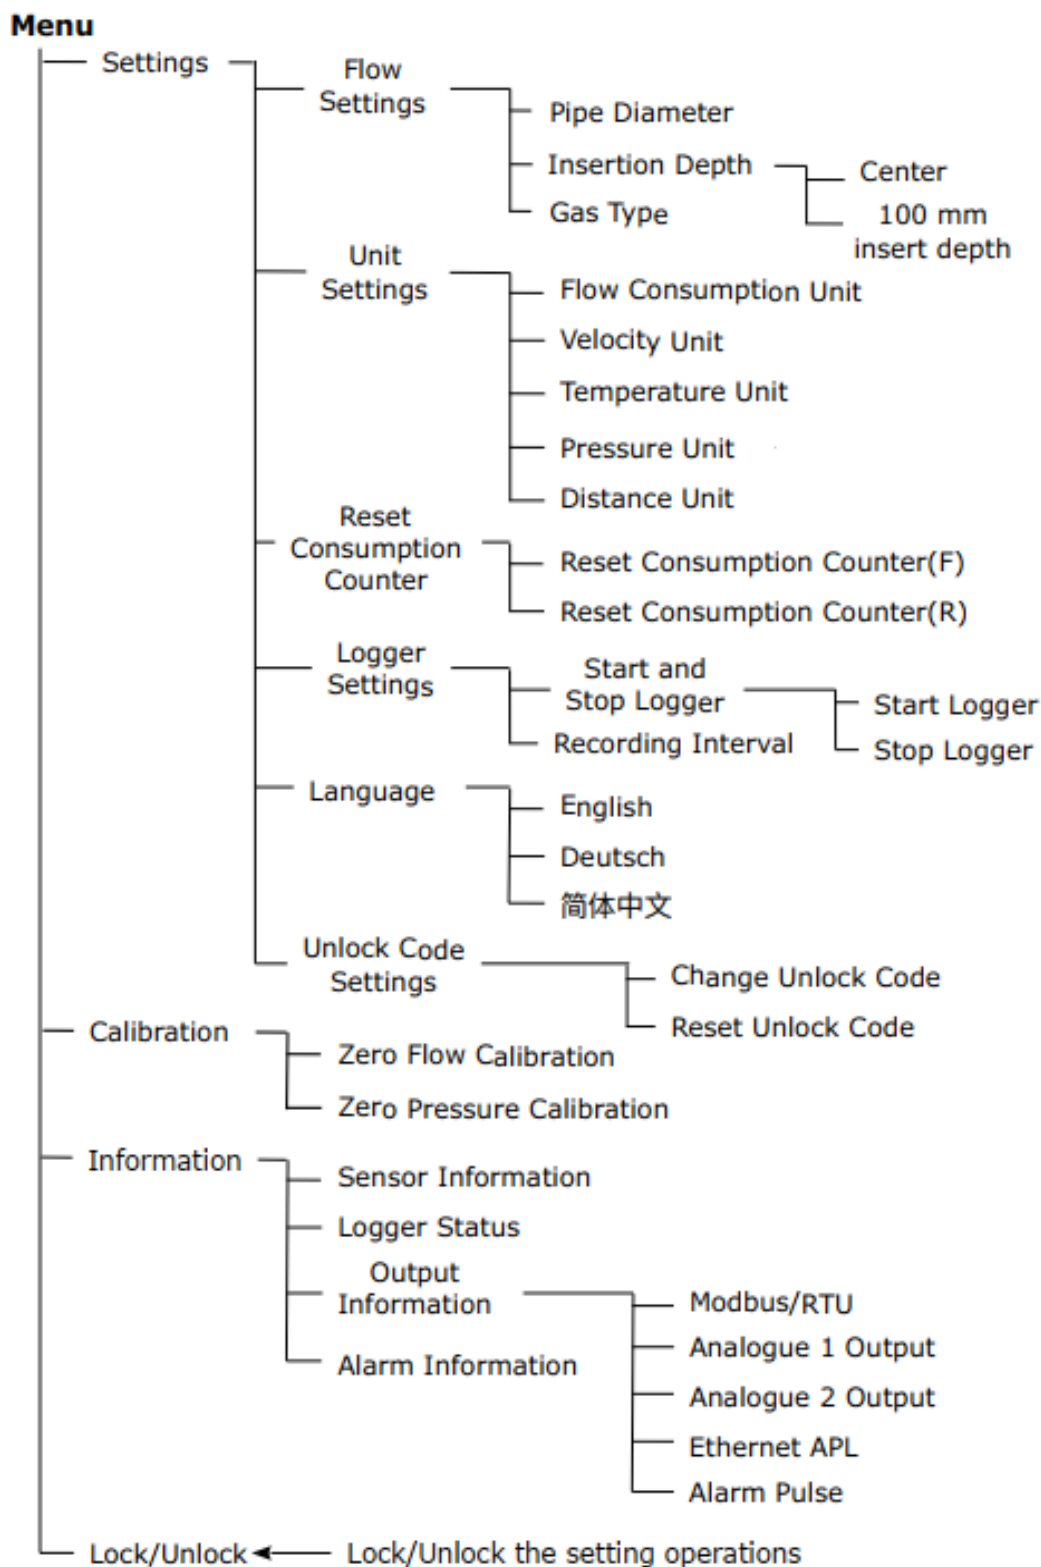 Menu
Settings
Flow
Settings
Pipe Diameter
Insertion Depth
Center
100 mm
insert depth
Gas Type
Unit
Settings
Flow Consumption Unit
Velocity Unit
Temperature Unit
Pressure Unit
Distance Unit
Reset
Consumption
Counter
Reset Consumption Counter(F)
Reset Consumption Counter(R)
Logger
Settings
Start and
Stop Logger
Start Logger
Stop Logger
Recording Interval
Language
English
Deutsch
简体中文
Unlock Code
Settings
Change Unlock Code
Reset Unlock Code
Calibration
Zero Flow Calibration
Zero Pressure Calibration
Information
Sensor Information
Logger Status
Output
Information
Modbus/RTU
Analogue 1 Output
Analogue 2 Output
Ethernet APL
Alarm Pulse
Alarm Information
Lock/Unlock
Lock/Unlock the setting operations